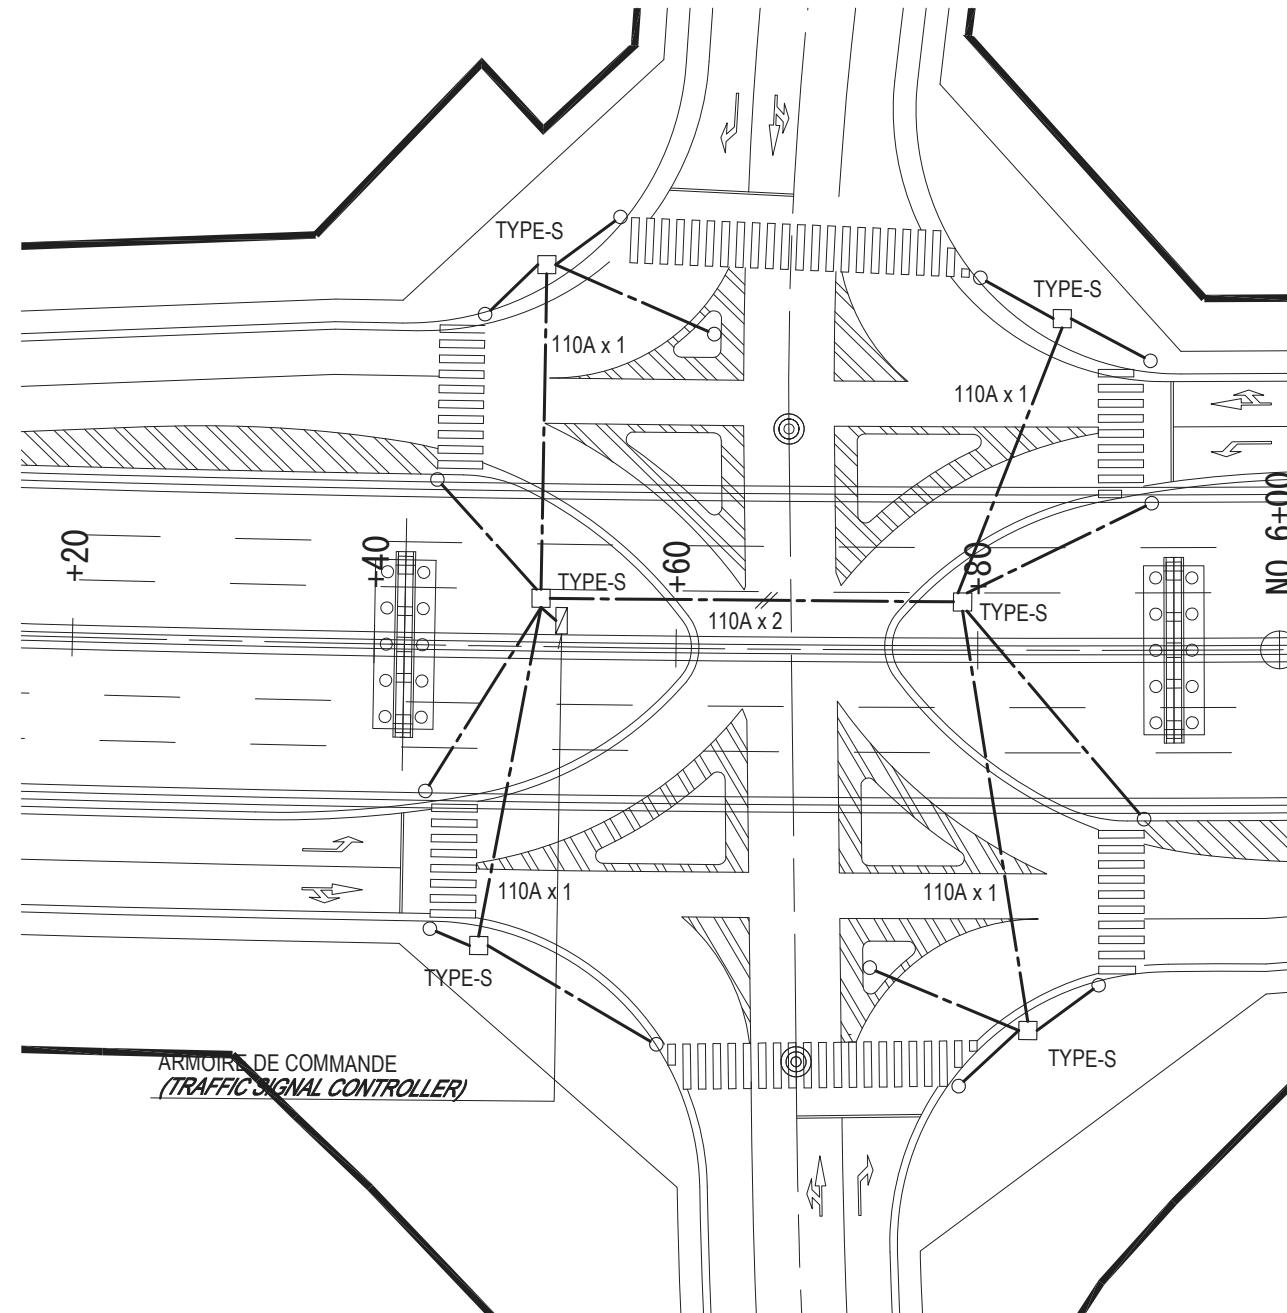 TYPE-S
TYPE-S
110A x 1
110A x 1
+20
+40
+60
+80
NO 6+00
TYPE-S
TYPE-S
110A x 2
110A x 1
110A x 1
TYPE-S
TYPE-S
ARMOIRE DE COMMANDE
(TRAFFIC SIGNAL CONTROLLER)